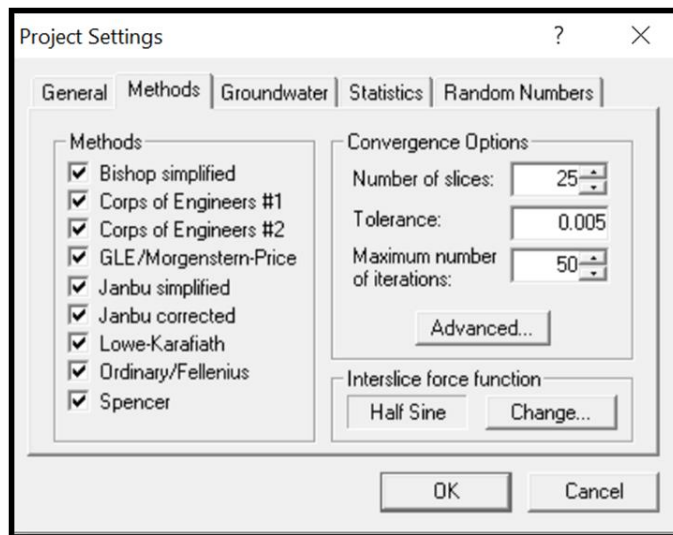 Project Settings
?
General
Methods
Groundwater
Statistics
Random Numbers
Methods
Bishop simplified
Corps of Engineers #1
Corps of Engineers #2
GLE/Morgenstern-Price
Janbu simplified
Janbu corrected
Lowe-Karafiath
Ordinary/Fellenius
Spencer
Convergence Options
Number of slices: 25
Tolerance: 0.005
Maximum number
of iterations: 50
Advanced...
Interslice force function
Half Sine
Change...
OK
Cancel